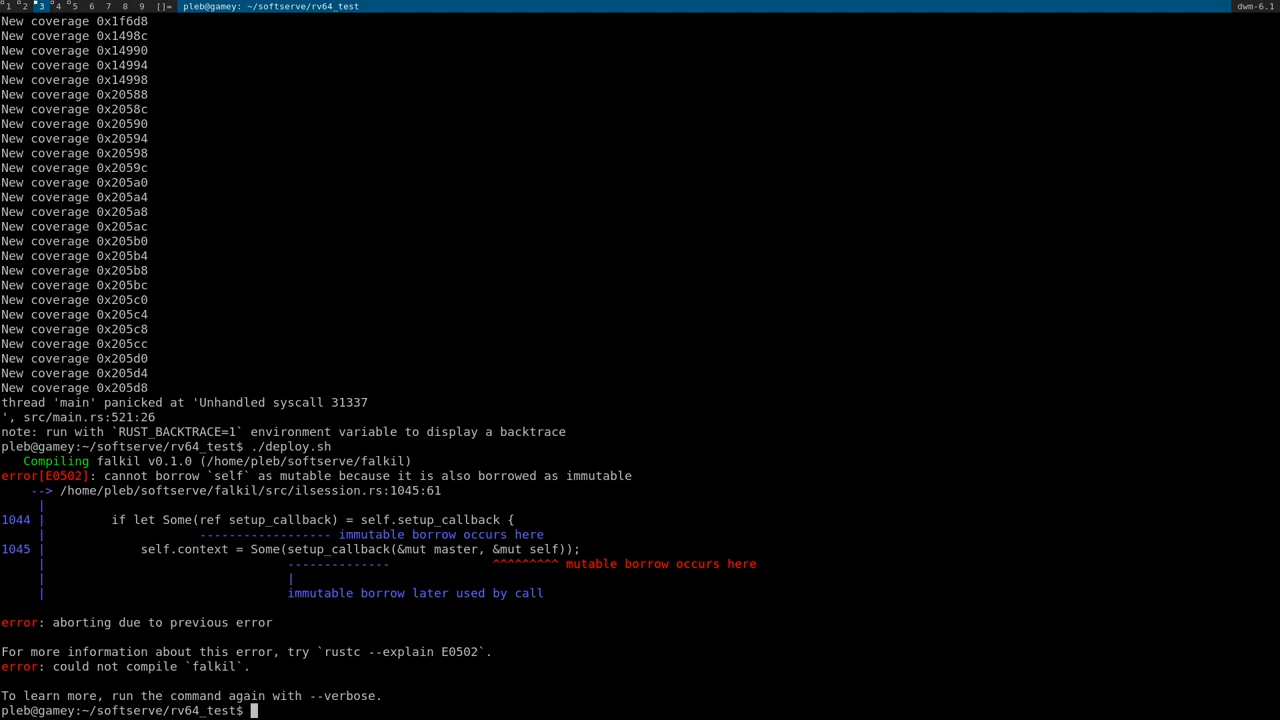 1 2 3 4 5 6 7 8 9 []= pleb@gamey: ~/softserve/rv64_test dwm-6.1
New coverage 0x1f6d8
New coverage 0x1498c
New coverage 0x14990
New coverage 0x14994
New coverage 0x14998
New coverage 0x20588
New coverage 0x2058c
New coverage 0x20590
New coverage 0x20594
New coverage 0x20598
New coverage 0x2059c
New coverage 0x205a0
New coverage 0x205a4
New coverage 0x205a8
New coverage 0x205ac
New coverage 0x205b0
New coverage 0x205b4
New coverage 0x205b8
New coverage 0x205bc
New coverage 0x205c0
New coverage 0x205c4
New coverage 0x205c8
New coverage 0x205cc
New coverage 0x205d0
New coverage 0x205d4
New coverage 0x205d8
thread 'main' panicked at 'Unhandled syscall 31337
', src/main.rs:521:26
note: run with `RUST_BACKTRACE=1` environment variable to display a backtrace
pleb@gamey:~/softserve/rv64_test$ ./deploy.sh
   Compiling falkil v0.1.0 (/home/pleb/softserve/falkil)
error[E0502]: cannot borrow `self` as mutable because it is also borrowed as immutable
    --> /home/pleb/softserve/falkil/src/ilsession.rs:1045:61
     |
1044 |         if let Some(ref setup_callback) = self.setup_callback {
     |                     ------------------ immutable borrow occurs here
1045 |             self.context = Some(setup_callback(&mut master, &mut self));
     |                                 --------------              ^^^^^^^^^ mutable borrow occurs here
     |                                 |
     |                                 immutable borrow later used by call
error: aborting due to previous error
For more information about this error, try `rustc --explain E0502`.
error: could not compile `falkil`.
To learn more, run the command again with --verbose.
pleb@gamey:~/softserve/rv64_test$